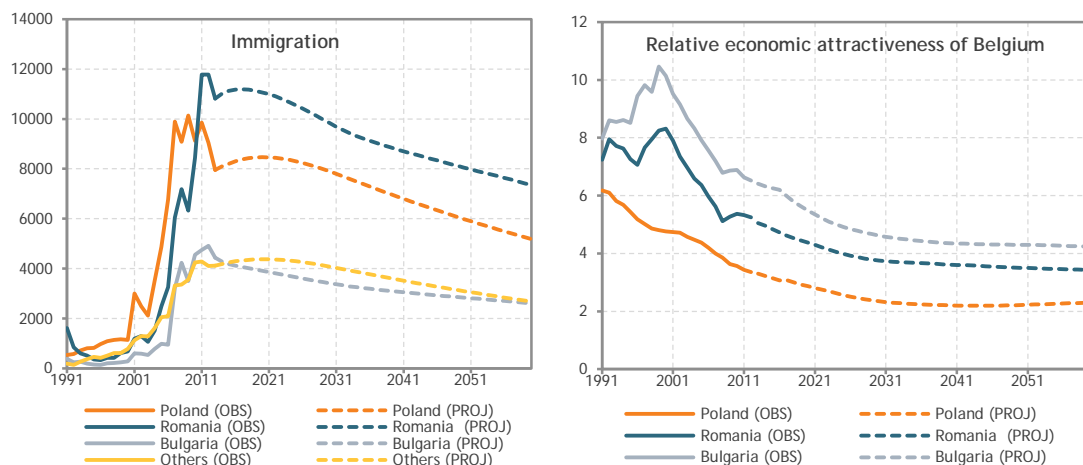 Immigration
14000
12000
10000
8000
6000
4000
2000
0
1991 2001 2011 2021 2031 2041 2051
Poland (OBS) Poland (PROJ)
Romania (OBS) Romania (PROJ)
Bulgaria (OBS) Bulgaria (PROJ)
Others (OBS) Others (PROJ)
Relative economic attractiveness of Belgium
12
10
8
6
4
2
0
1991 2001 2011 2021 2031 2041 2051
Poland (OBS) Poland (PROJ)
Romania (OBS) Romania (PROJ)
Bulgaria (OBS) Bulgaria (PROJ)